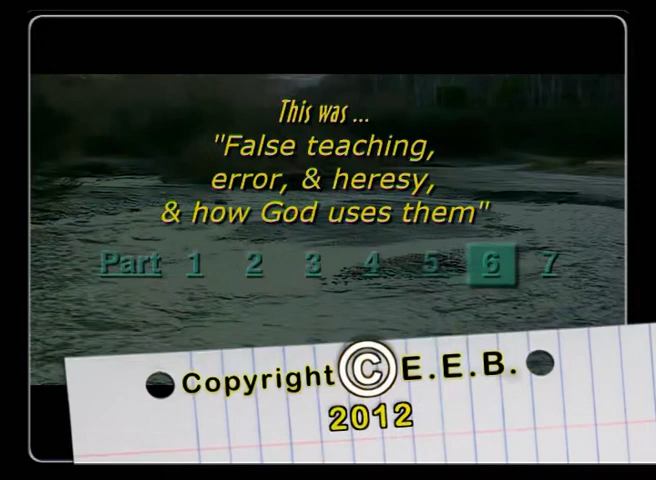 This was ...
"False teaching,
error, & heresy,
& how God uses them"
Part 1 2 3 4 5 6 7
Copyright © E.E.B.
2012